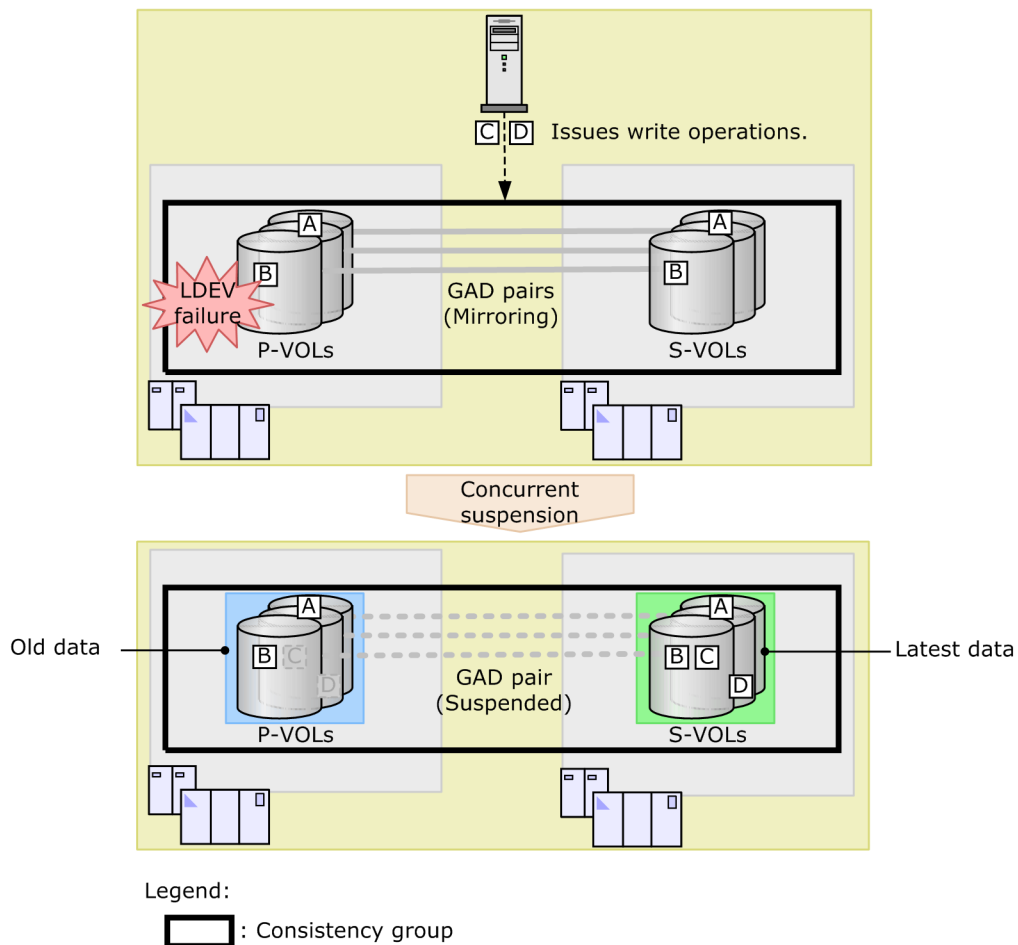 C D Issues write operations.
A A
B B
LDEV
failure
GAD pairs
(Mirroring)
P-VOLs S-VOLs
Concurrent
suspension
A A
Old data B C B C Latest data
D D
GAD pair
(Suspended)
P-VOLs S-VOLs
Legend:
: Consistency group